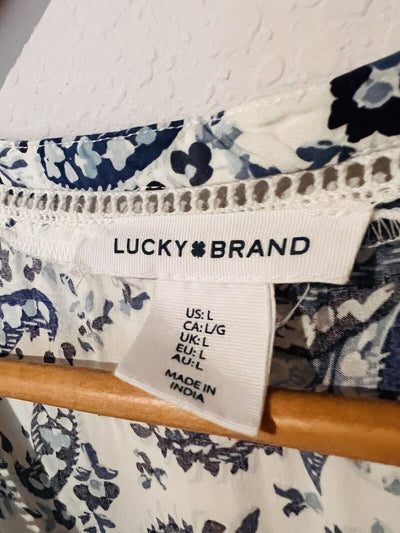 LUCKY BRAND
US: L
CA: L/G
UK: L
EU: L
AU: L
MADE IN
INDIA